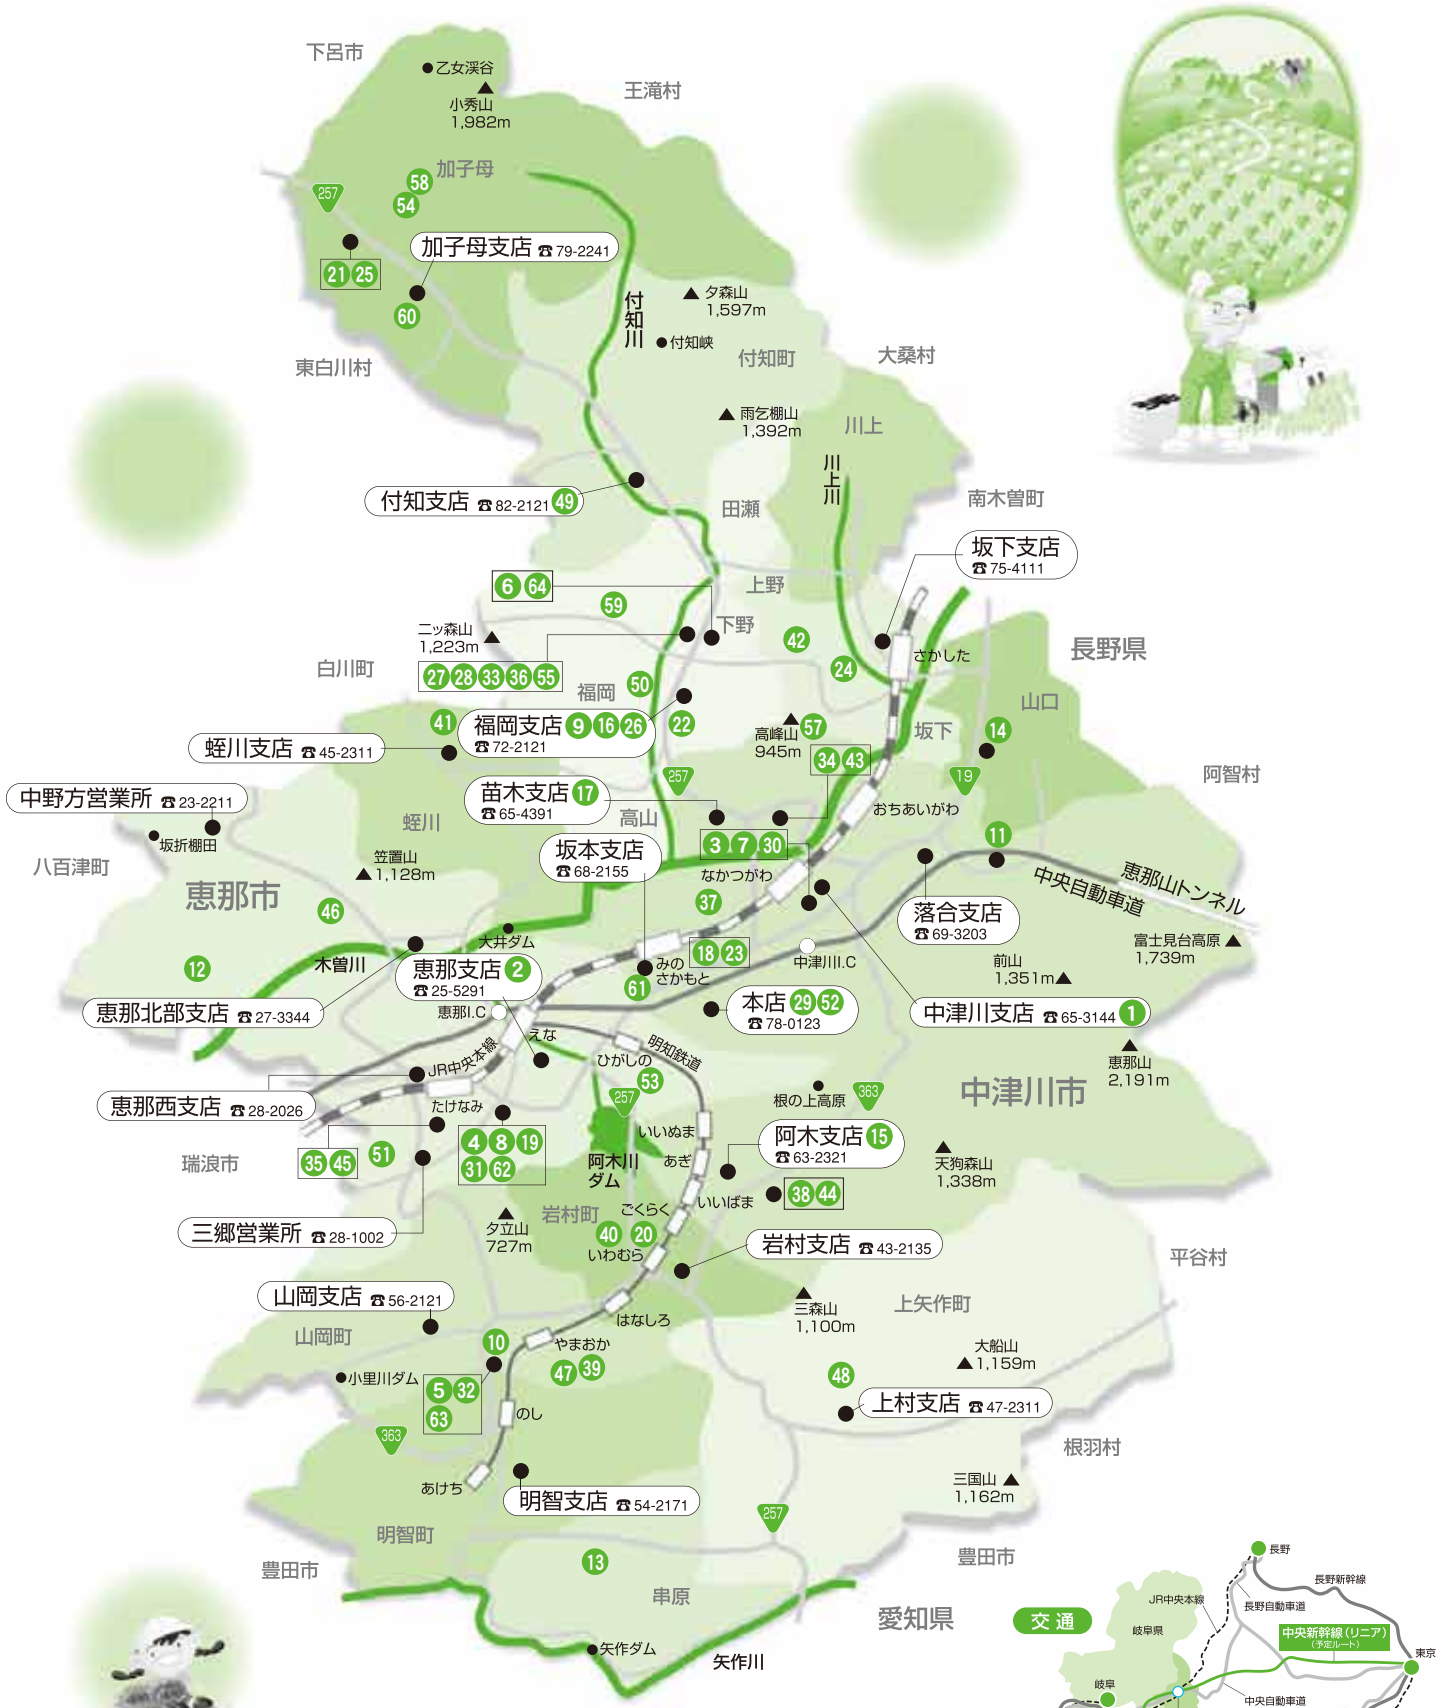 下呂市
乙女渓谷
王滝村
小秀山
1,982m
加子母
58
54
257
21 25
加子母支店 ☎79-2241
60
付知川
夕森山
1,597m
付知峡
東白川村
付知町
大桑村
雨乞棚山
1,392m
川上
川上川
付知支店 ☎82-2121 49
田瀬
南木曽町
坂下支店
☎75-4111
6 64
59
上野
下野
二ッ森山
1,223m
42
24
さかした
長野県
白川町
27 28 33 36 55
福岡
50
山口
41
福岡支店 9 16 26
☎72-2121
22
高峰山
945m
57
坂下
14
蛭川支店 ☎45-2311
34 43
257
19
阿智村
中野方営業所 ☎23-2211
苗木支店 17
☎65-4391
高山
おちあいがわ
坂折棚田
蛭川
3 7 30
11
坂本支店
☎68-2155
八百津町
笠置山
1,128m
なかつがわ
中央自動車道
恵那山トンネル
恵那市
46
37
落合支店
☎69-3203
大井ダム
18 23
中津川I.C
富士見台高原
1,739m
12
木曽川
恵那支店 2
☎25-5291
みの
さかもと
前山
1,351m
61
恵那北部支店 ☎27-3344
恵那I.C
本店 29 52
☎78-0123
中津川支店 ☎65-3144 1
えな
JR中央本線
ひがしの
明知鉄道
恵那山
2,191m
53
恵那西支店 ☎28-2026
たけなみ
257
根の上高原
363
中津川市
4 8 19
31 62
いいぬま
阿木支店 15
☎63-2321
瑞浪市
35 45
51
阿木川
ダム
あぎ
天狗森山
1,338m
38 44
いいばま
三郷営業所 ☎28-1002
夕立山
727m
岩村町
ごくらく
40 20
いわむら
岩村支店 ☎43-2135
平谷村
山岡支店 ☎56-2121
三森山
1,100m
上矢作町
はなしろ
山岡町
10
やまおか
大船山
1,159m
小里川ダム
47 39
48
5 32
63
上村支店 ☎47-2311
のし
363
根羽村
あけち
明智支店 ☎54-2171
三国山
1,162m
257
明智町
豊田市
13
豊田市
串原
愛知県
矢作ダム
矢作川
交通
長野
長野新幹線
JR中央本線
長野自動車道
岐阜県
中央新幹線(リニア)
(予定ルート)
東京
岐阜
中央自動車道